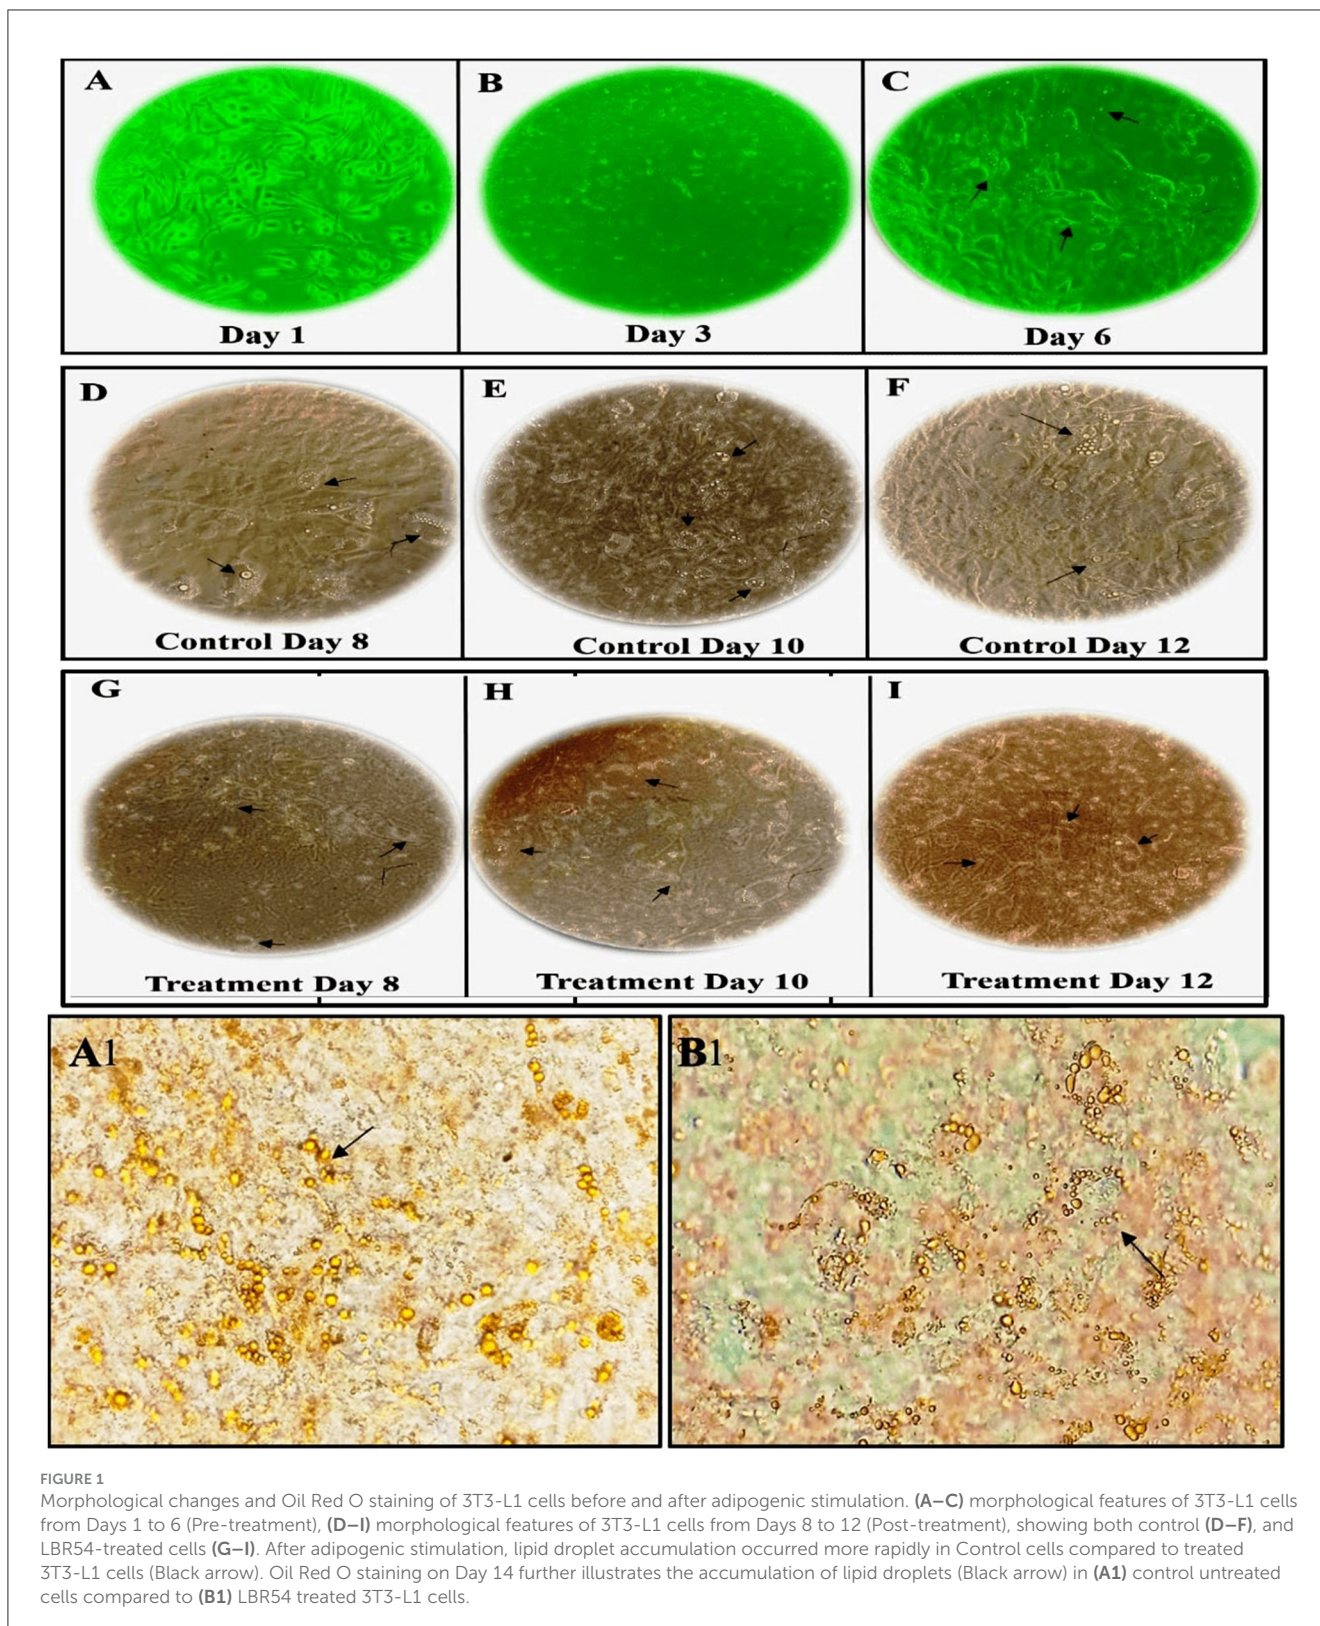 A
B
C
Day 1
Day 3
Day 6
D
E
F
Control Day 8
Control Day 10
Control Day 12
G
H
I
Treatment Day 8
Treatment Day 10
Treatment Day 12
A1
B1
FIGURE 1
Morphological changes and Oil Red O staining of 3T3-L1 cells before and after adipogenic stimulation. (A–C) morphological features of 3T3-L1 cells
from Days 1 to 6 (Pre-treatment), (D–I) morphological features of 3T3-L1 cells from Days 8 to 12 (Post-treatment), showing both control (D–F), and
LBR54-treated cells (G–I). After adipogenic stimulation, lipid droplet accumulation occurred more rapidly in Control cells compared to treated
3T3-L1 cells (Black arrow). Oil Red O staining on Day 14 further illustrates the accumulation of lipid droplets (Black arrow) in (A1) control untreated
cells compared to (B1) LBR54 treated 3T3-L1 cells.